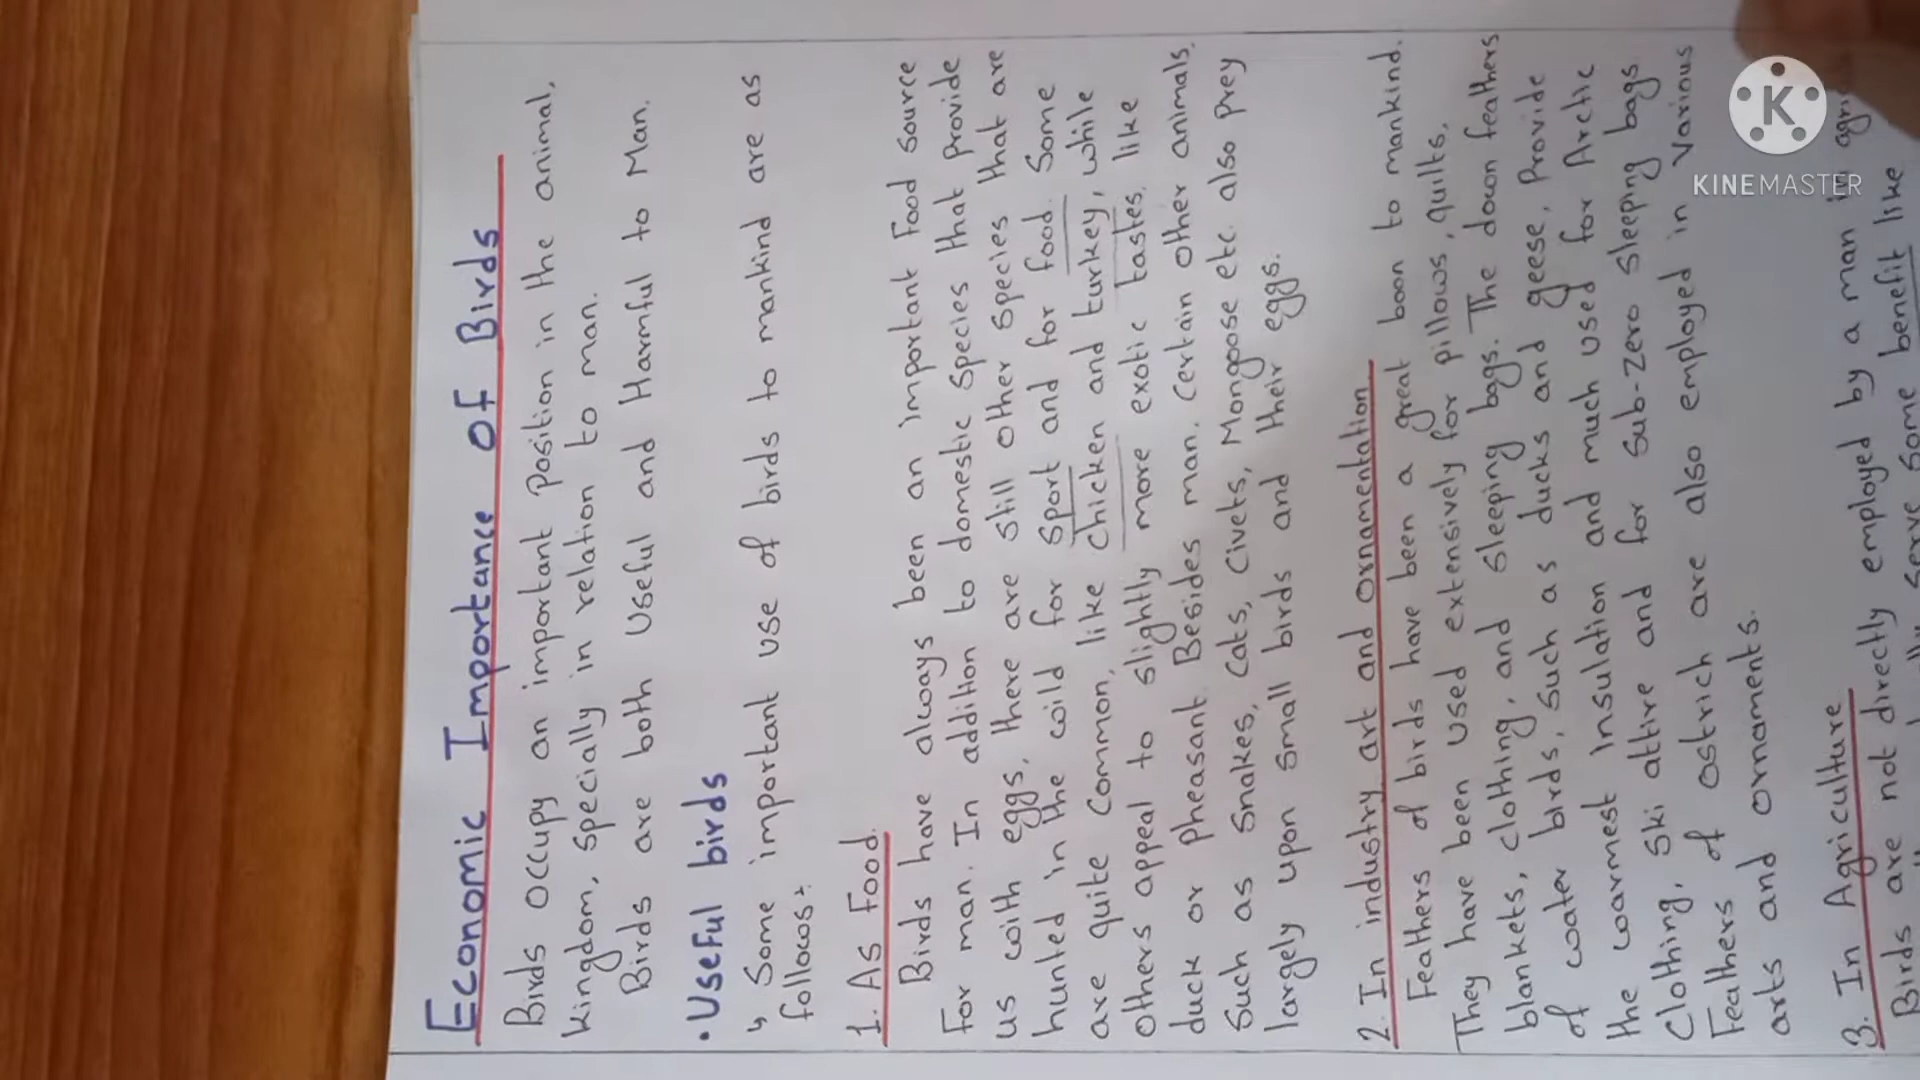 Economic Importance OF Birds
Birds occupy an important Position in the animal,
kingdom, specially in relation to man.
Birds are both Useful and Harmful to Man.
• Useful birds
↳ Some important use of birds to mankind are as
follows:
1. As Food.
Birds have always been an important Food source
For man. In addition to domestic species that Provide
us with eggs, there are still other species that are
hunted in the wild for sport and for food. Some
are quite common, like chicken and turkey, while
others appeal to slightly more exotic tastes, like
duck or pheasant. Besides man, certain other animals,
Such as Snakes, Cats, Civets, Mongoose etc. also prey
largely upon small birds and their eggs.
2. In industry art and ornamentation
Feathers of birds have been a great boon to mankind.
They have been used extensively for pillows, quilts,
blankets, clothing, and sleeping bags. The down feathers
of water birds, such as ducks and geese, Provide
the warmest insulation and much used for Arctic
Clothing, Ski attire and for Sub-Zero Sleeping bags
Feathers of ostrich are also employed in various
arts and ornaments.
3. In Agriculture
Birds are not directly employed by a man in
serve some benefit like
KINEMASTER